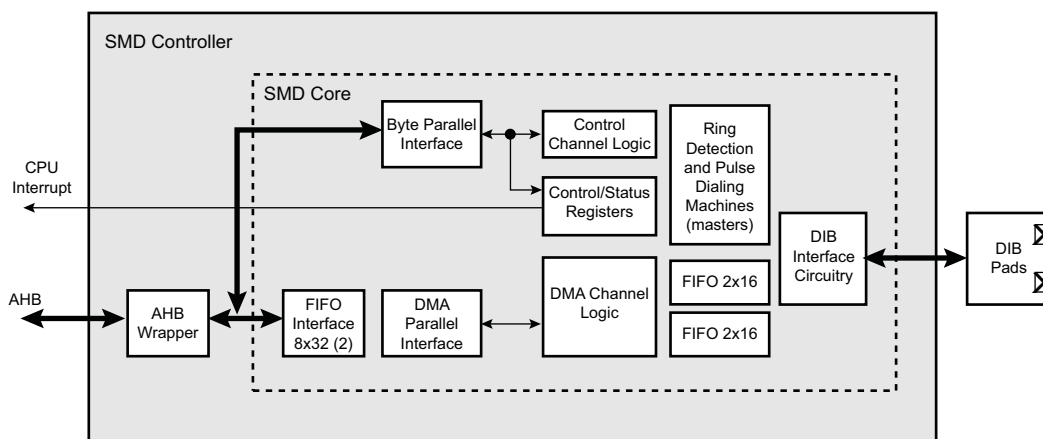 SMD Controller
SMD Core
Byte Parallel
Interface
Control
Channel Logic
Ring
Detection
and Pulse
Dialing
Machines
(masters)
CPU
Interrupt
Control/Status
Registers
DIB
Interface
Circuitry
DIB
Pads
AHB
AHB
Wrapper
FIFO
Interface
8x32 (2)
DMA
Parallel
Interface
DMA Channel
Logic
FIFO 2x16
FIFO 2x16